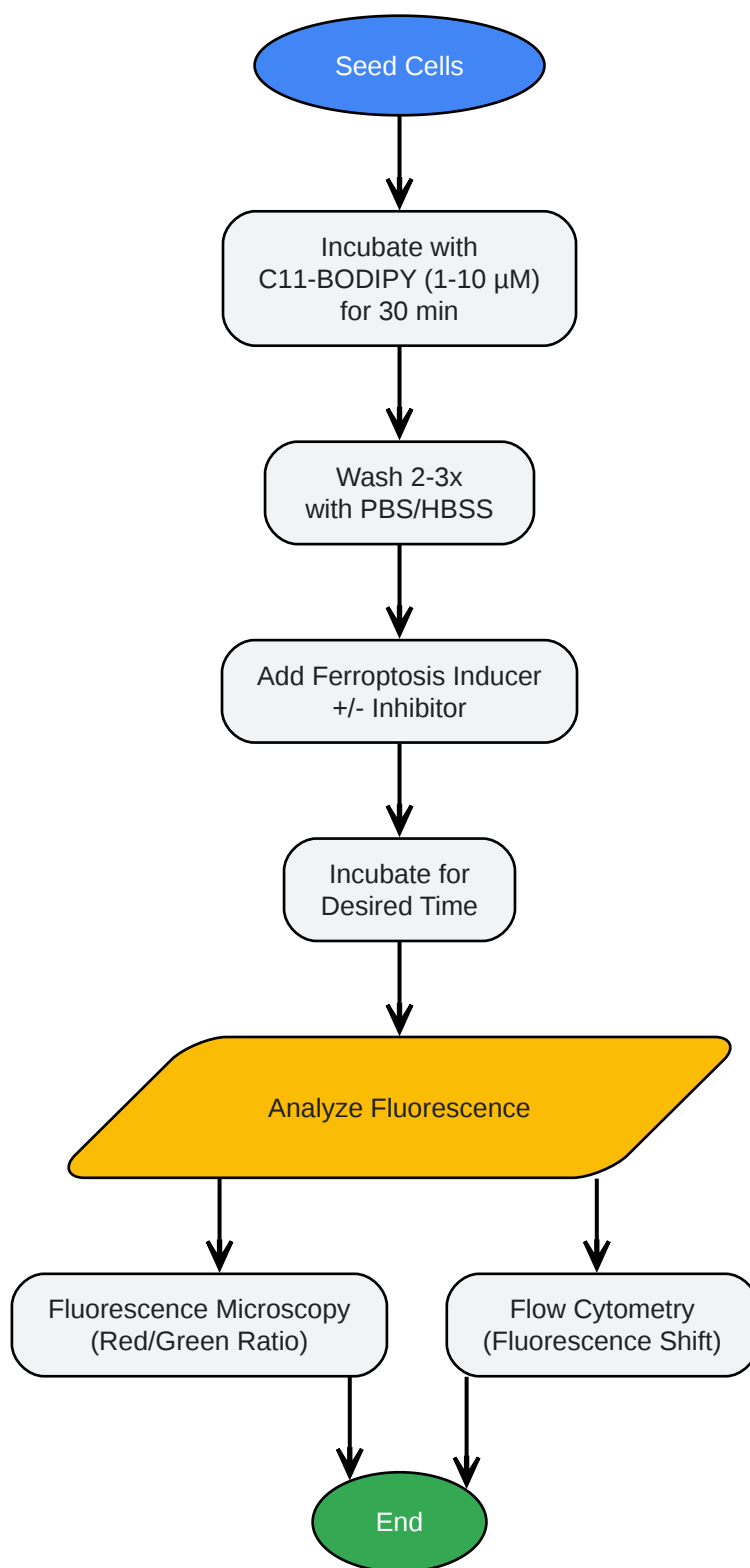 Seed Cells
Incubate with
C11-BODIPY (1-10 µM)
for 30 min
Wash 2-3x
with PBS/HBSS
Add Ferroptosis Inducer
+/- Inhibitor
Incubate for
Desired Time
Analyze Fluorescence
Fluorescence Microscopy
(Red/Green Ratio)
Flow Cytometry
(Fluorescence Shift)
End